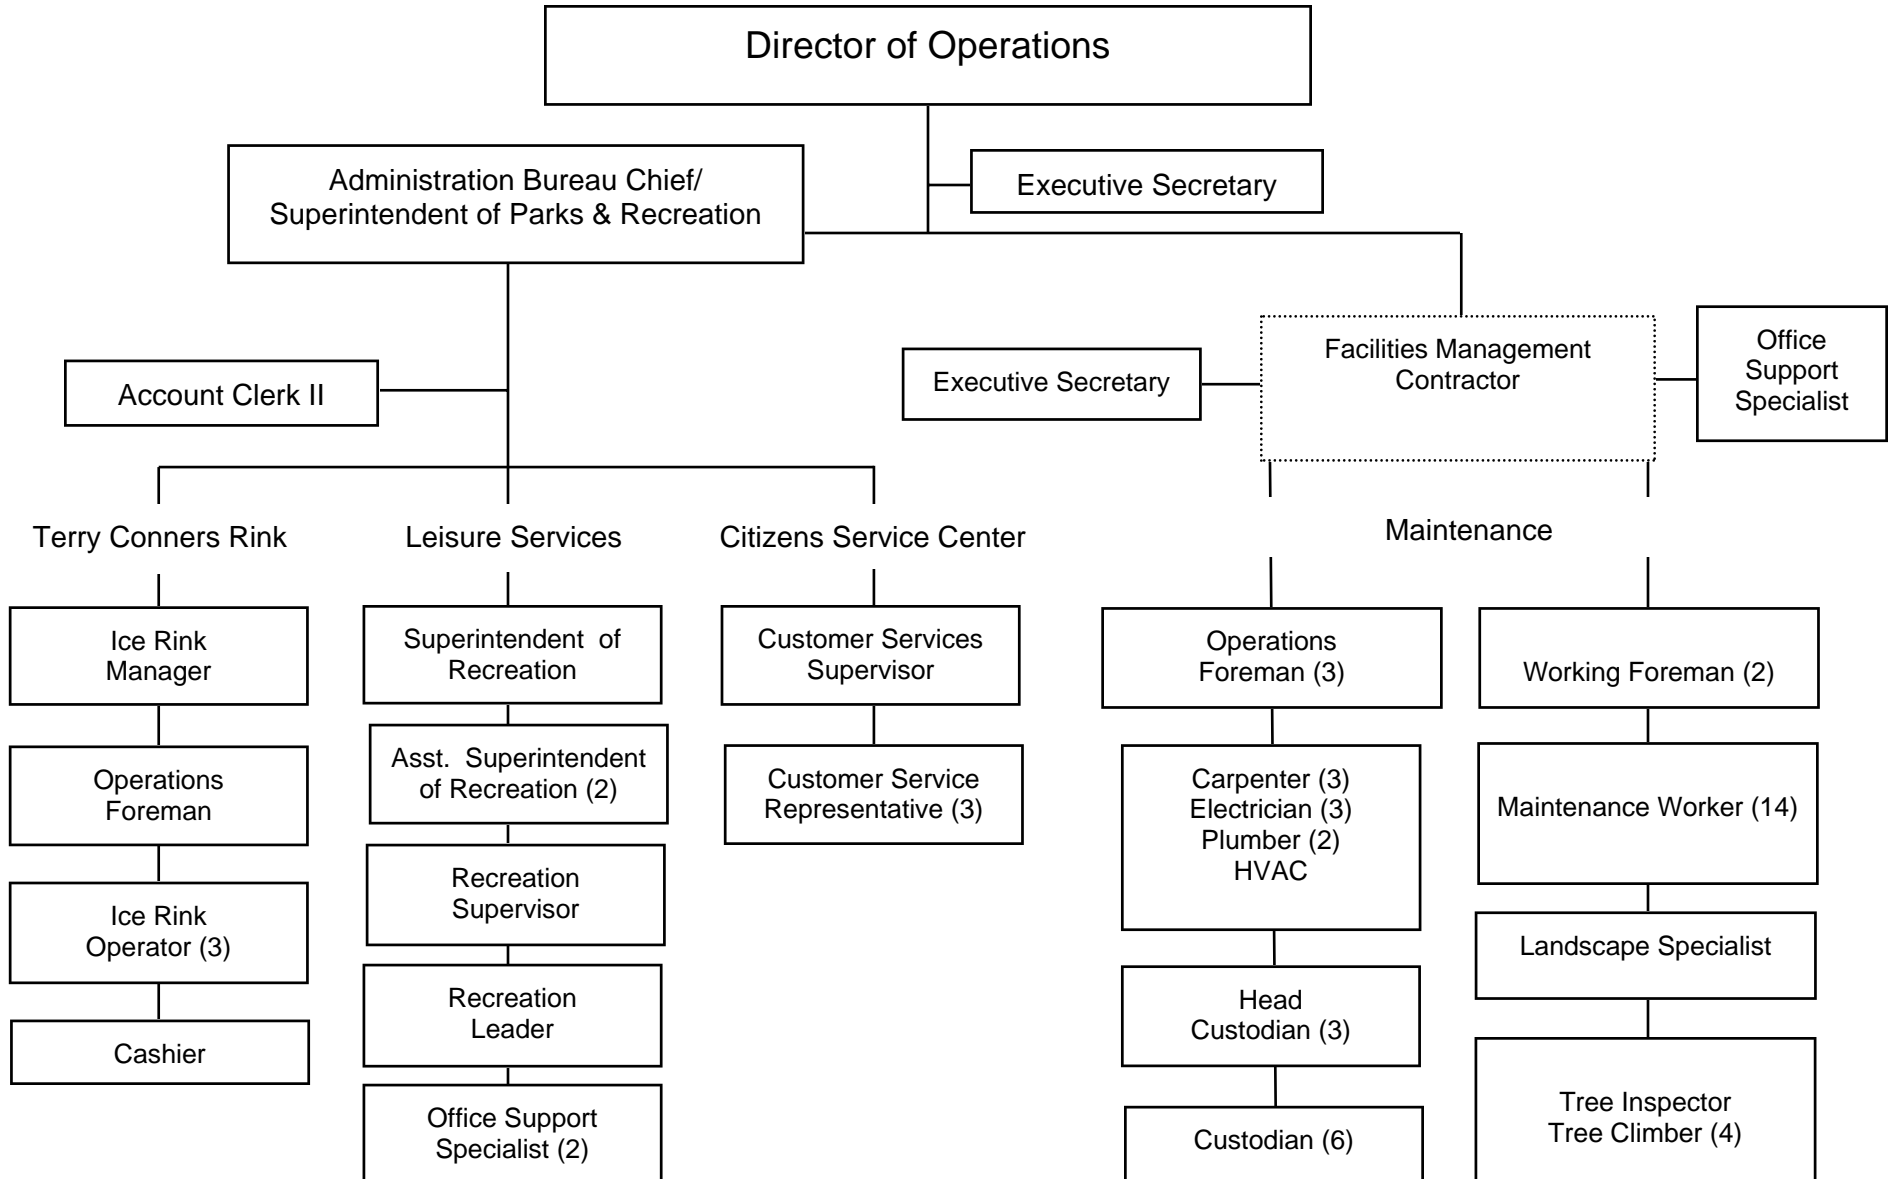 Director of Operations
Administration Bureau Chief/
Superintendent of Parks & Recreation
Executive Secretary
Account Clerk II
Executive Secretary
Facilities Management
Contractor
Office
Support
Specialist
Terry Conners Rink
Leisure Services
Citizens Service Center
Maintenance
Ice Rink
Manager
Operations
Foreman
Ice Rink
Operator (3)
Cashier
Superintendent of
Recreation
Asst. Superintendent
of Recreation (2)
Recreation
Supervisor
Recreation
Leader
Office Support
Specialist (2)
Customer Services
Supervisor
Customer Service
Representative (3)
Operations
Foreman (3)
Carpenter (3)
Electrician (3)
Plumber (2)
HVAC
Head
Custodian (3)
Custodian (6)
Working Foreman (2)
Maintenance Worker (14)
Landscape Specialist
Tree Inspector
Tree Climber (4)